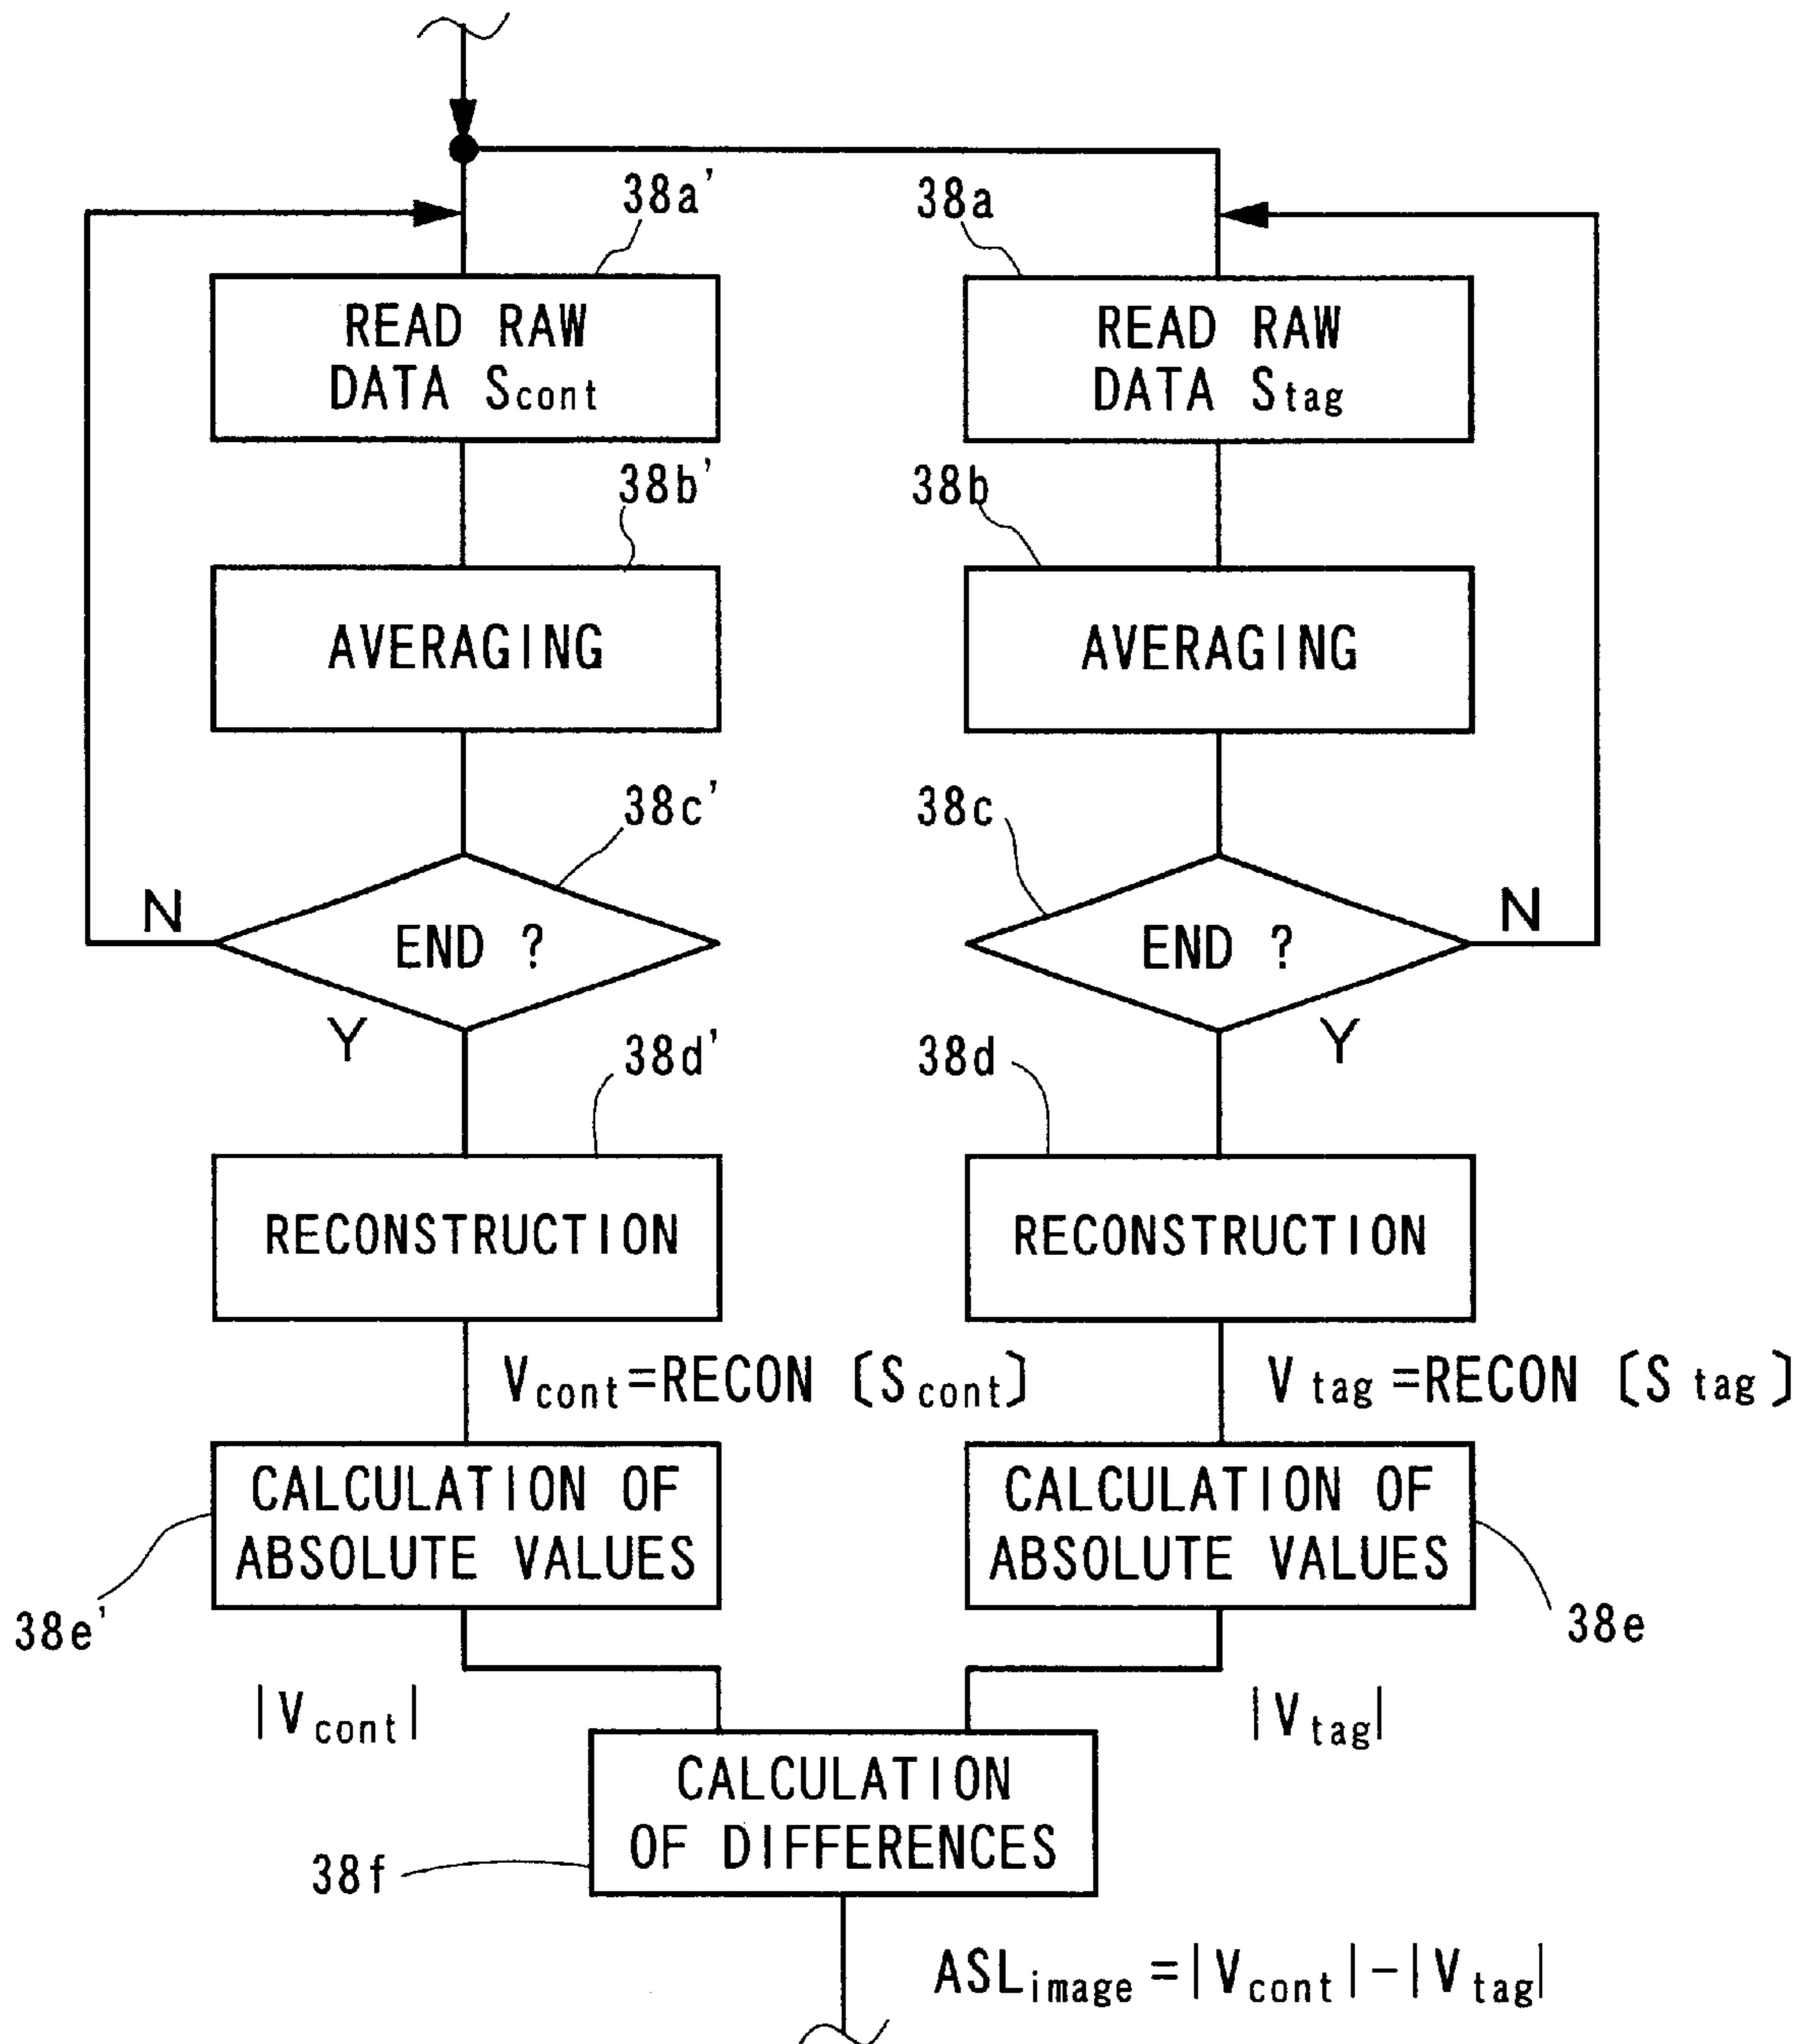 38a'
38a
READ RAW
DATA Scont
READ RAW
DATA Stag
38b'
38b
AVERAGING
AVERAGING
38c'
38c
N
END ?
END ?
N
Y
Y
38d'
38d
RECONSTRUCTION
RECONSTRUCTION
Vcont=RECON〔Scont〕
Vtag=RECON〔Stag〕
CALCULATION OF
ABSOLUTE VALUES
CALCULATION OF
ABSOLUTE VALUES
38e'
38e
|Vcont|
|Vtag|
CALCULATION
OF DIFFERENCES
38f
ASLimage=|Vcont|-|Vtag|